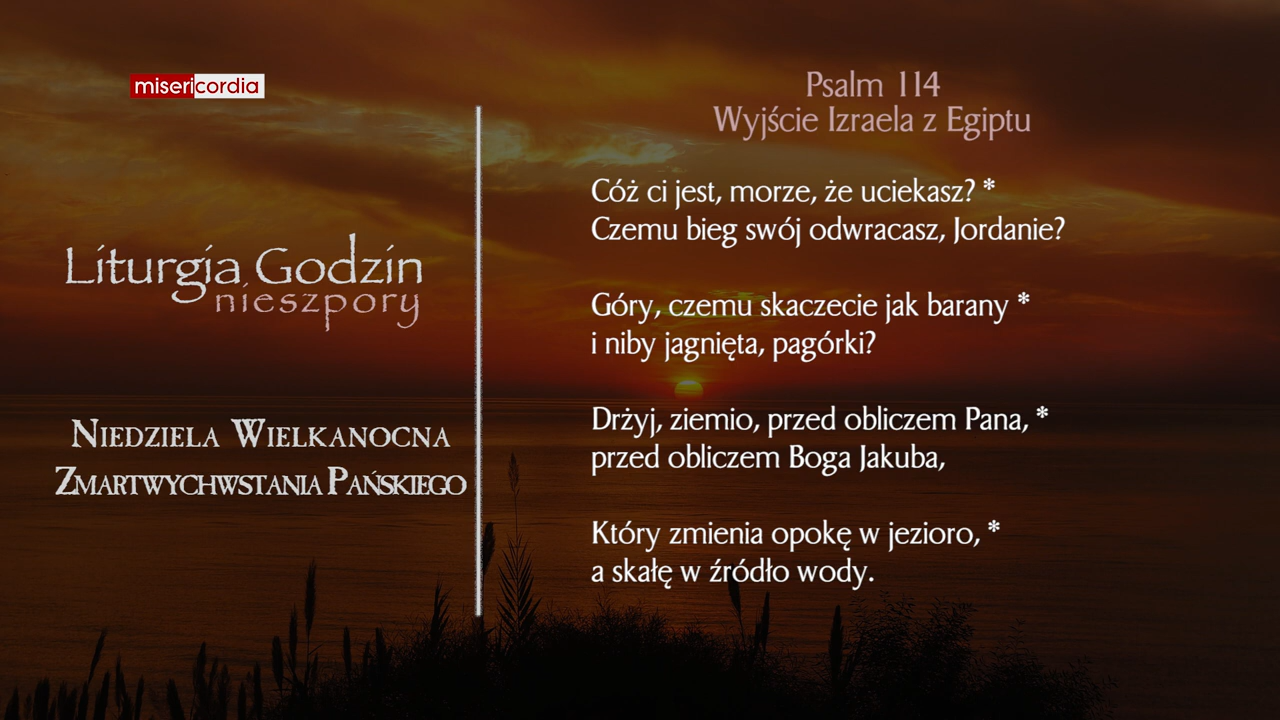 misericordia
Liturgia Godzin
nieszpory
Niedziela Wielkanocna
Zmartwychwstania Pańskiego
Psalm 114
Wyjście Izraela z Egiptu
Cóż ci jest, morze, że uciekasz? *
Czemu bieg swój odwracasz, Jordanie?
Góry, czemu skaczecie jak barany *
i niby jagnięta, pagórki?
Drżyj, ziemio, przed obliczem Pana, *
przed obliczem Boga Jakuba,
Który zmienia opokę w jezioro, *
a skałę w źródło wody.